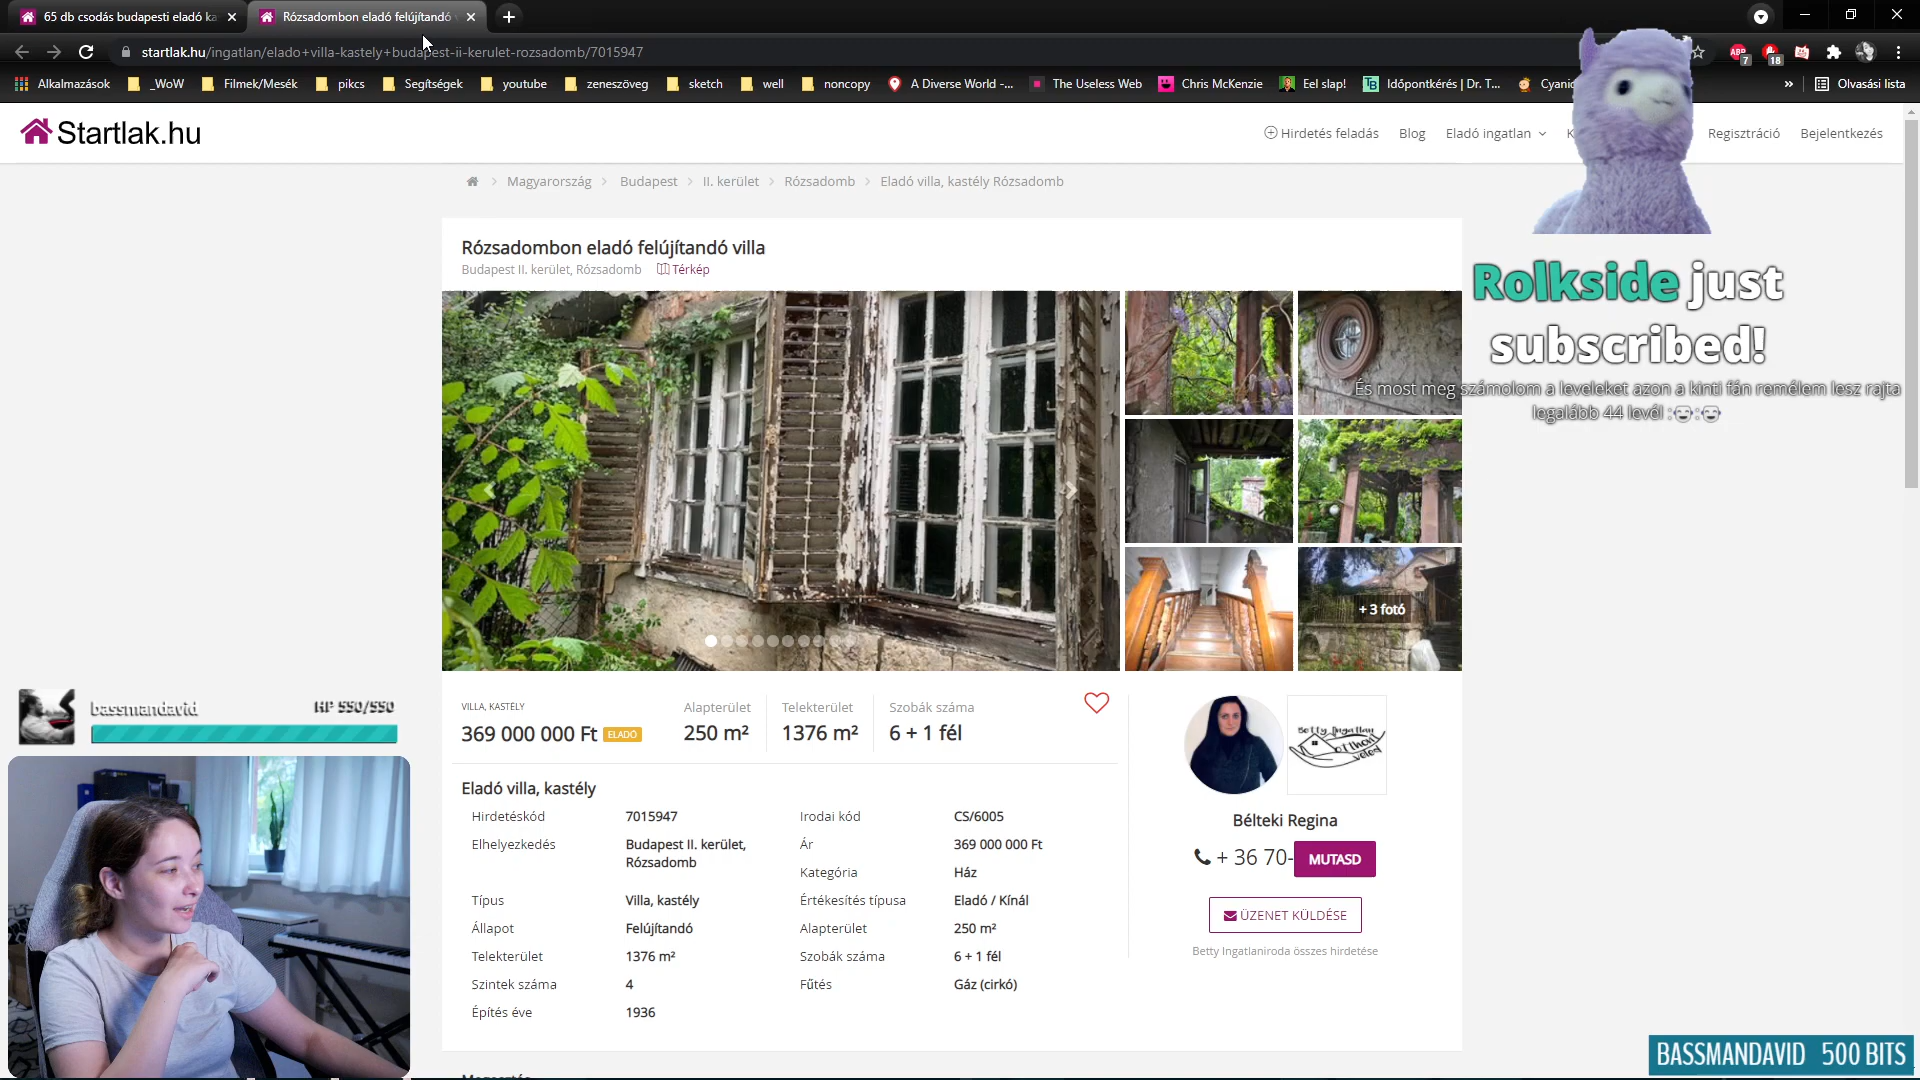 65 db csodás budapesti eladó ka
Rózsadombon eladó felújítandó
startlak.hu/ingatlan/elado+villa-kastely+budapest-ii-kerulet-rozsadomb/7015947
7
18
Alkalmazások
_WoW
Filmek/Mesék
pikcs
Segítségek
youtube
zeneszöveg
sketch
well
noncopy
A Diverse World -...
The Useless Web
Chris McKenzie
Eel slap!
Időpontkérés | Dr. T...
Cyani
»
Olvasási lista
Startlak.hu
Hirdetés feladás
Blog
Eladó ingatlan
K
Regisztráció
Bejelentkezés
Magyarország
Budapest
II. kerület
Rózsadomb
Eladó villa, kastély Rózsadomb
Rózsadombon eladó felújítandó villa
Budapest II. kerület, Rózsadomb
Térkép
Rolkside just
subscribed!
És most meg számolom a leveleket azon a kinti fán remélem lesz rajta
legalább 44 levél :
+ 3 fotó
bassmandavid
HP 550/550
VILLA, KASTÉLY
369 000 000 Ft ELADÓ
Alapterület
250 m²
Telekterület
1376 m²
Szobák száma
6 + 1 fél
Eladó villa, kastély
Hirdetéskód 7015947
Irodai kód CS/6005
Elhelyezkedés Budapest II. kerület,
Rózsadomb
Ár 369 000 000 Ft
Kategória Ház
Típus Villa, kastély
Értékesítés típusa Eladó / Kínál
Állapot Felújítandó
Alapterület 250 m²
Telekterület 1376 m²
Szobák száma 6 + 1 fél
Szintek száma 4
Fűtés Gáz (cirkó)
Építés éve 1936
Betty Ingatlan
otthont
veled
Bélteki Regina
+ 36 70- MUTASD
ÜZENET KÜLDÉSE
Betty Ingatlaniroda összes hirdetése
BASSMANDAVID 500 BITS